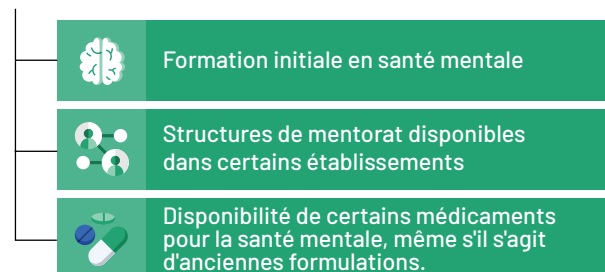 Formation initiale en santé mentale
Structures de mentorat disponibles
dans certains établissements
Disponibilité de certains médicaments
pour la santé mentale, même s'il s'agit
d'anciennes formulations.